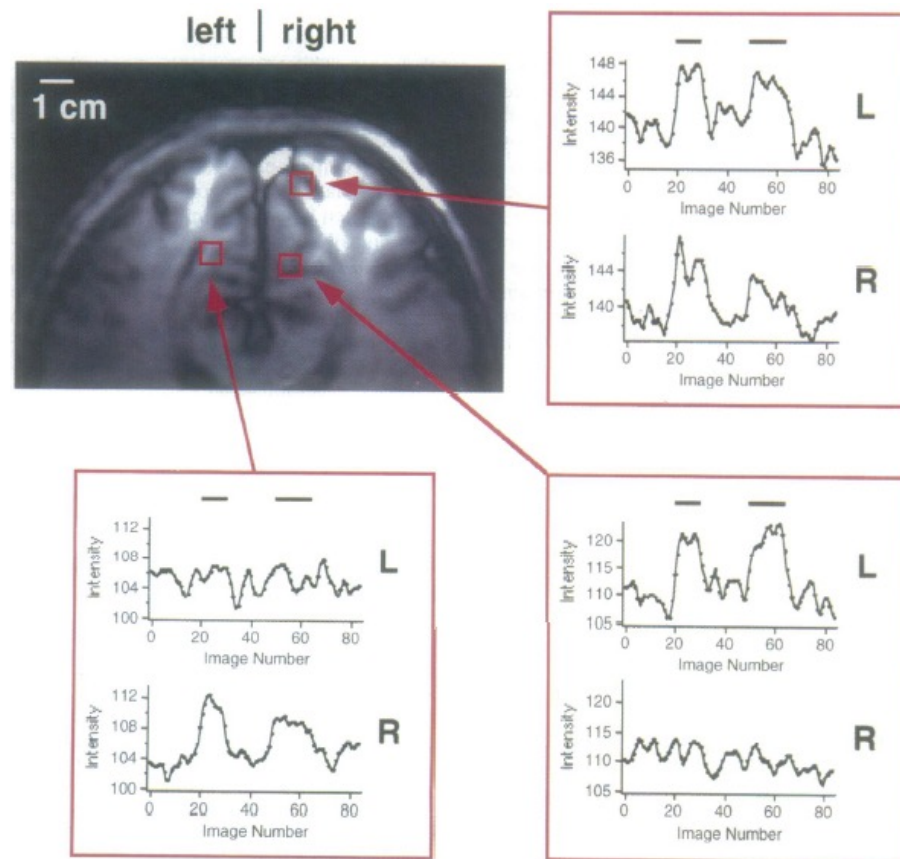 left | right
1 cm
148
144
140
136
Intensity
0 20 40 60 80
Image Number
L
144
140
Intensity
0 20 40 60 80
Image Number
R
112
108
104
100
Intensity
0 20 40 60 80
Image Number
L
112
108
104
100
Intensity
0 20 40 60 80
Image Number
R
120
115
110
105
Intensity
0 20 40 60 80
Image Number
L
120
115
110
105
Intensity
0 20 40 60 80
Image Number
R